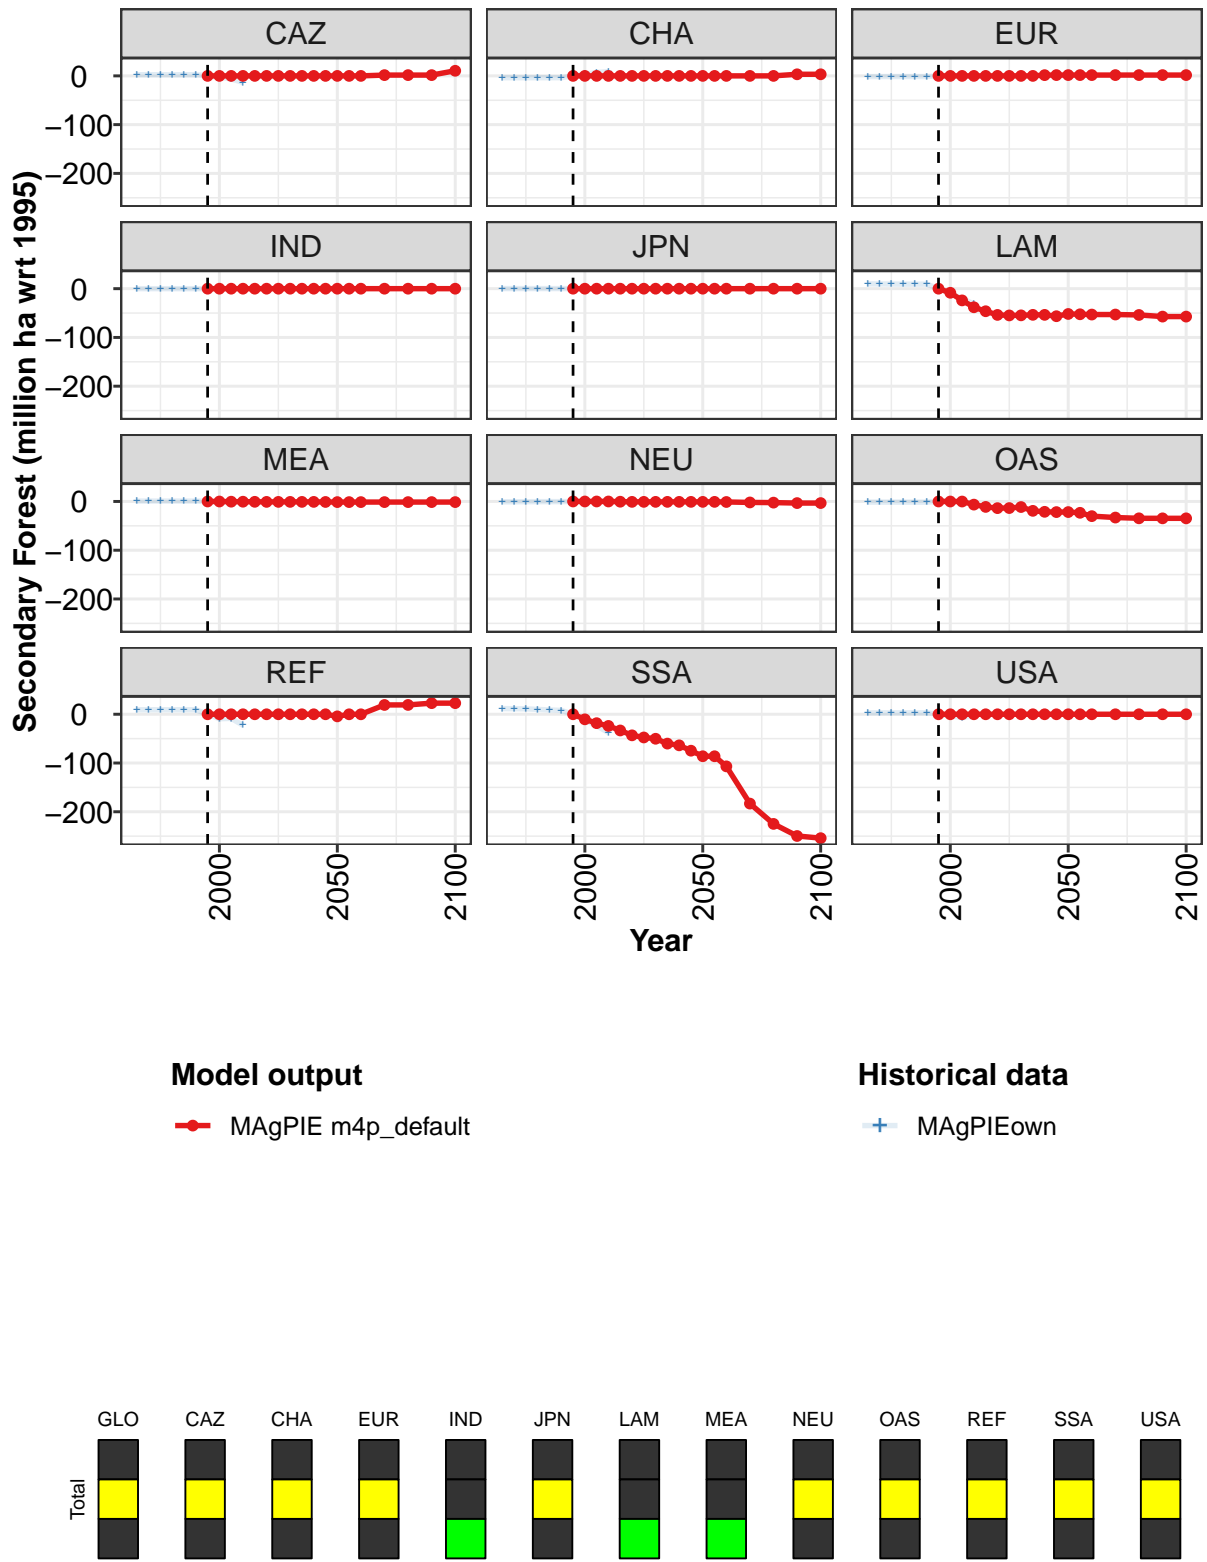 CAZ CHA EUR
0
−100
−200
IND JPN LAM
0
−100
−200
MEA NEU OAS
0
−100
−200
REF SSA USA
0
−100
−200
Secondary Forest (million ha wrt 1995)
2000 2050 2100 2000 2050 2100 2000 2050 2100
Year
Model output Historical data
MAgPIE m4p_default MAgPIEown
GLO CAZ CHA EUR IND JPN LAM MEA NEU OAS REF SSA USA
Total